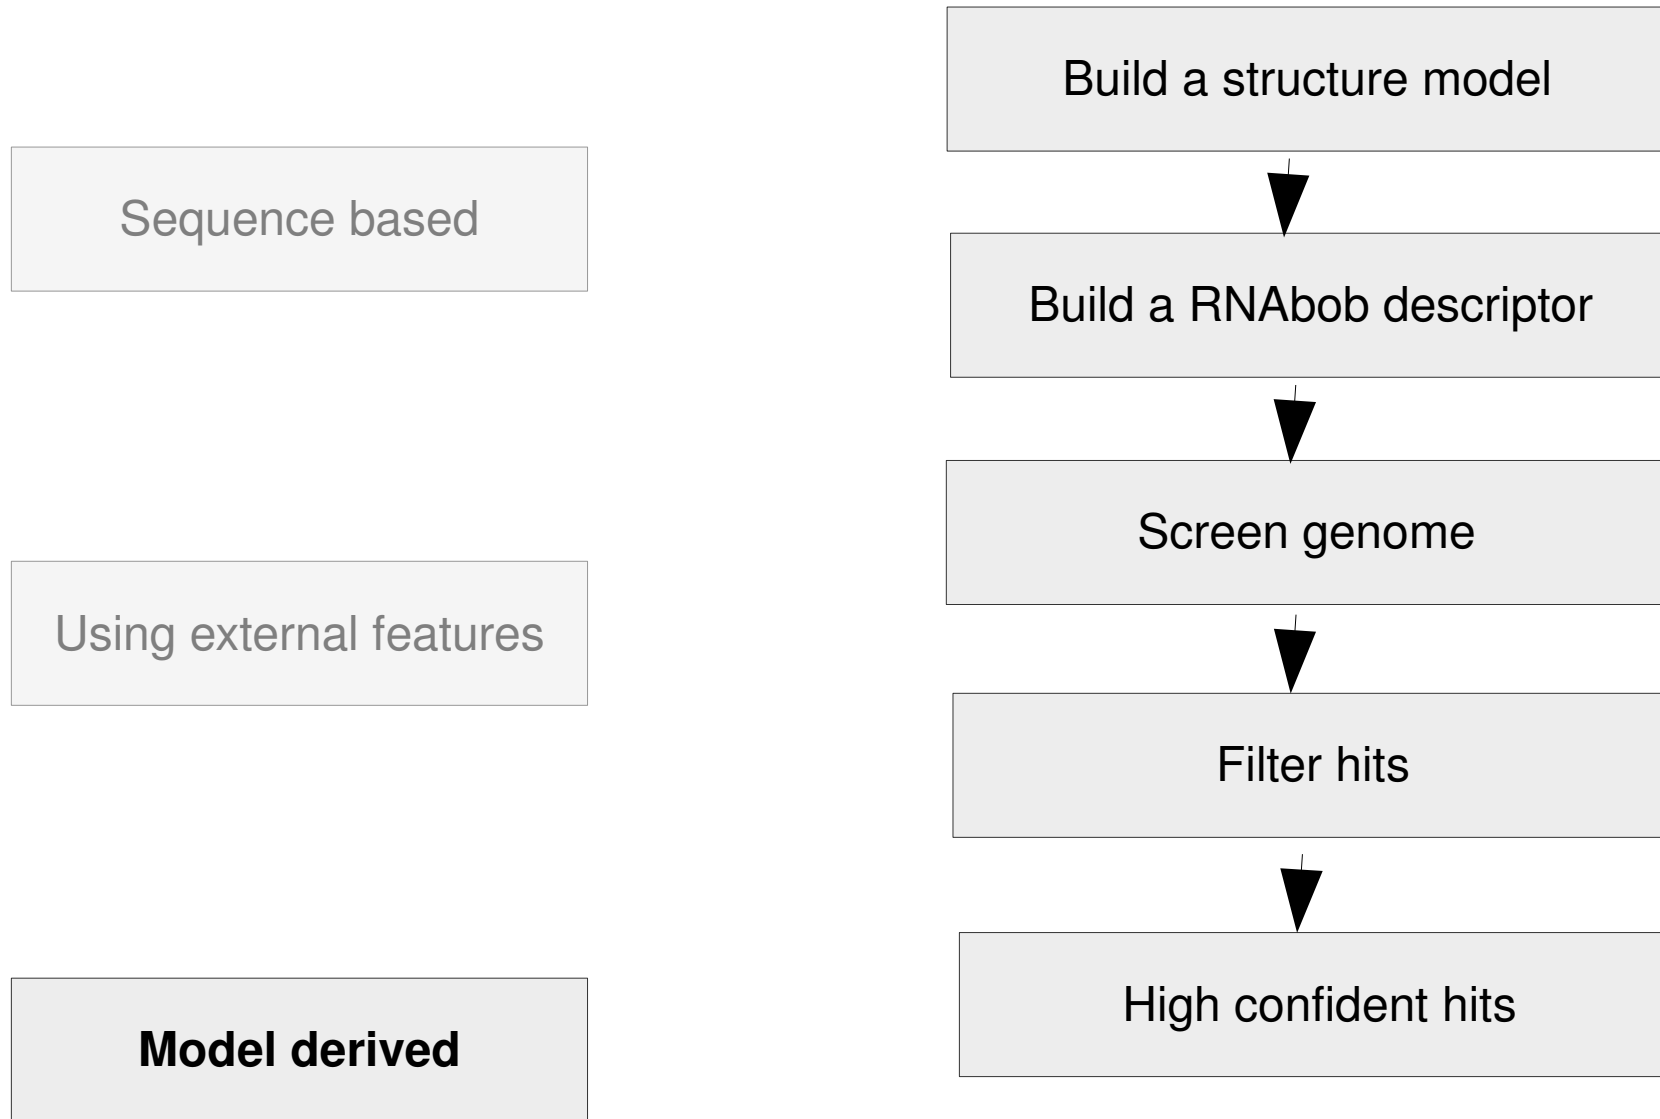 Sequence based
Using external features
Model derived
Build a structure model
Build a RNAbob descriptor
Screen genome
Filter hits
High confident hits